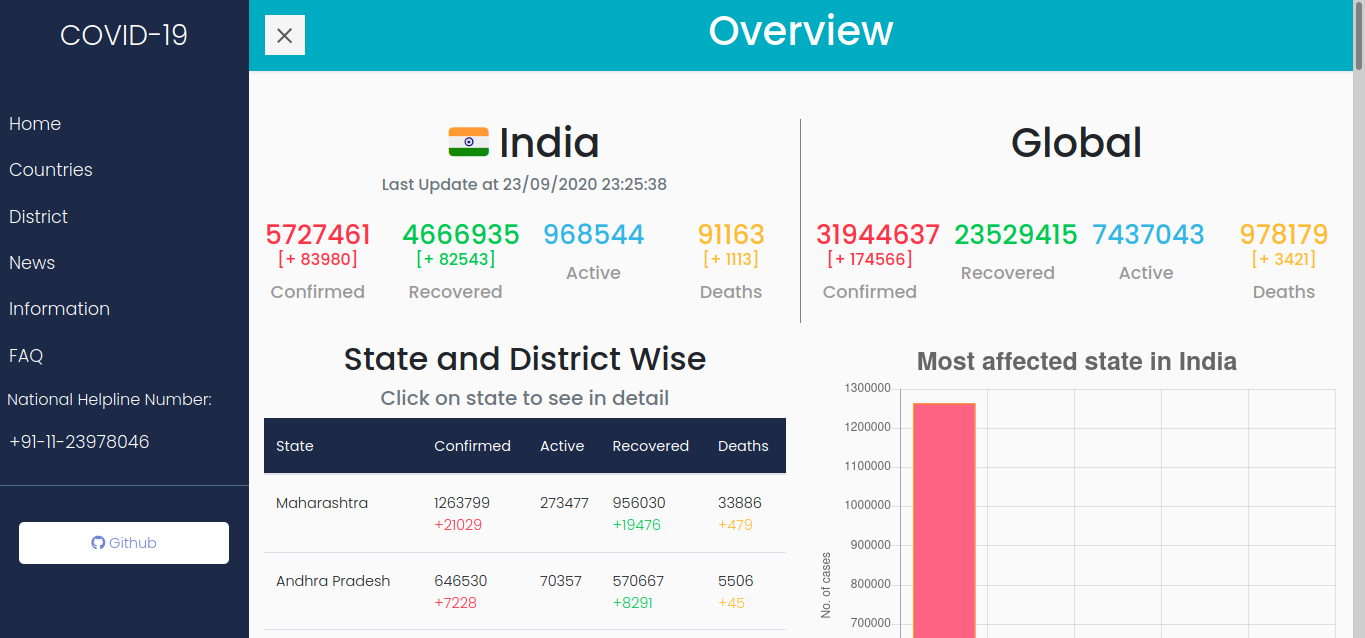 COVID-19
Home
Countries
District
News
Information
FAQ
National Helpline Number:
+91-11-23978046
Github
Overview
India
Last Update at 23/09/2020 23:25:38
5727461 4666935 968544 91163
[+ 83980] [+ 82543] [+ 1113]
Confirmed Recovered Active Deaths
Global
31944637 23529415 7437043 978179
[+ 174566] [+ 3421]
Confirmed Recovered Active Deaths
State and District Wise
Click on state to see in detail
State Confirmed Active Recovered Deaths
Maharashtra 1263799 273477 956030 33886
+21029 +19476 +479
Andhra Pradesh 646530 70357 570667 5506
+7228 +8291 +45
Most affected state in India
1300000
1200000
1100000
1000000
900000
800000
700000
No. of cases